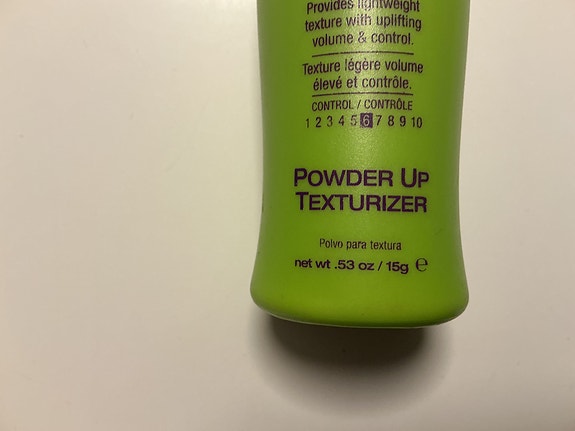 Provides lightweight
texture with uplifting
volume & control.
Texture légère volume
élevé et contrôle.
CONTROL / CONTRÔLE
1 2 3 4 5 6 7 8 9 10
POWDER UP
TEXTURIZER
Polvo para textura
net wt .53 oz / 15g ℮